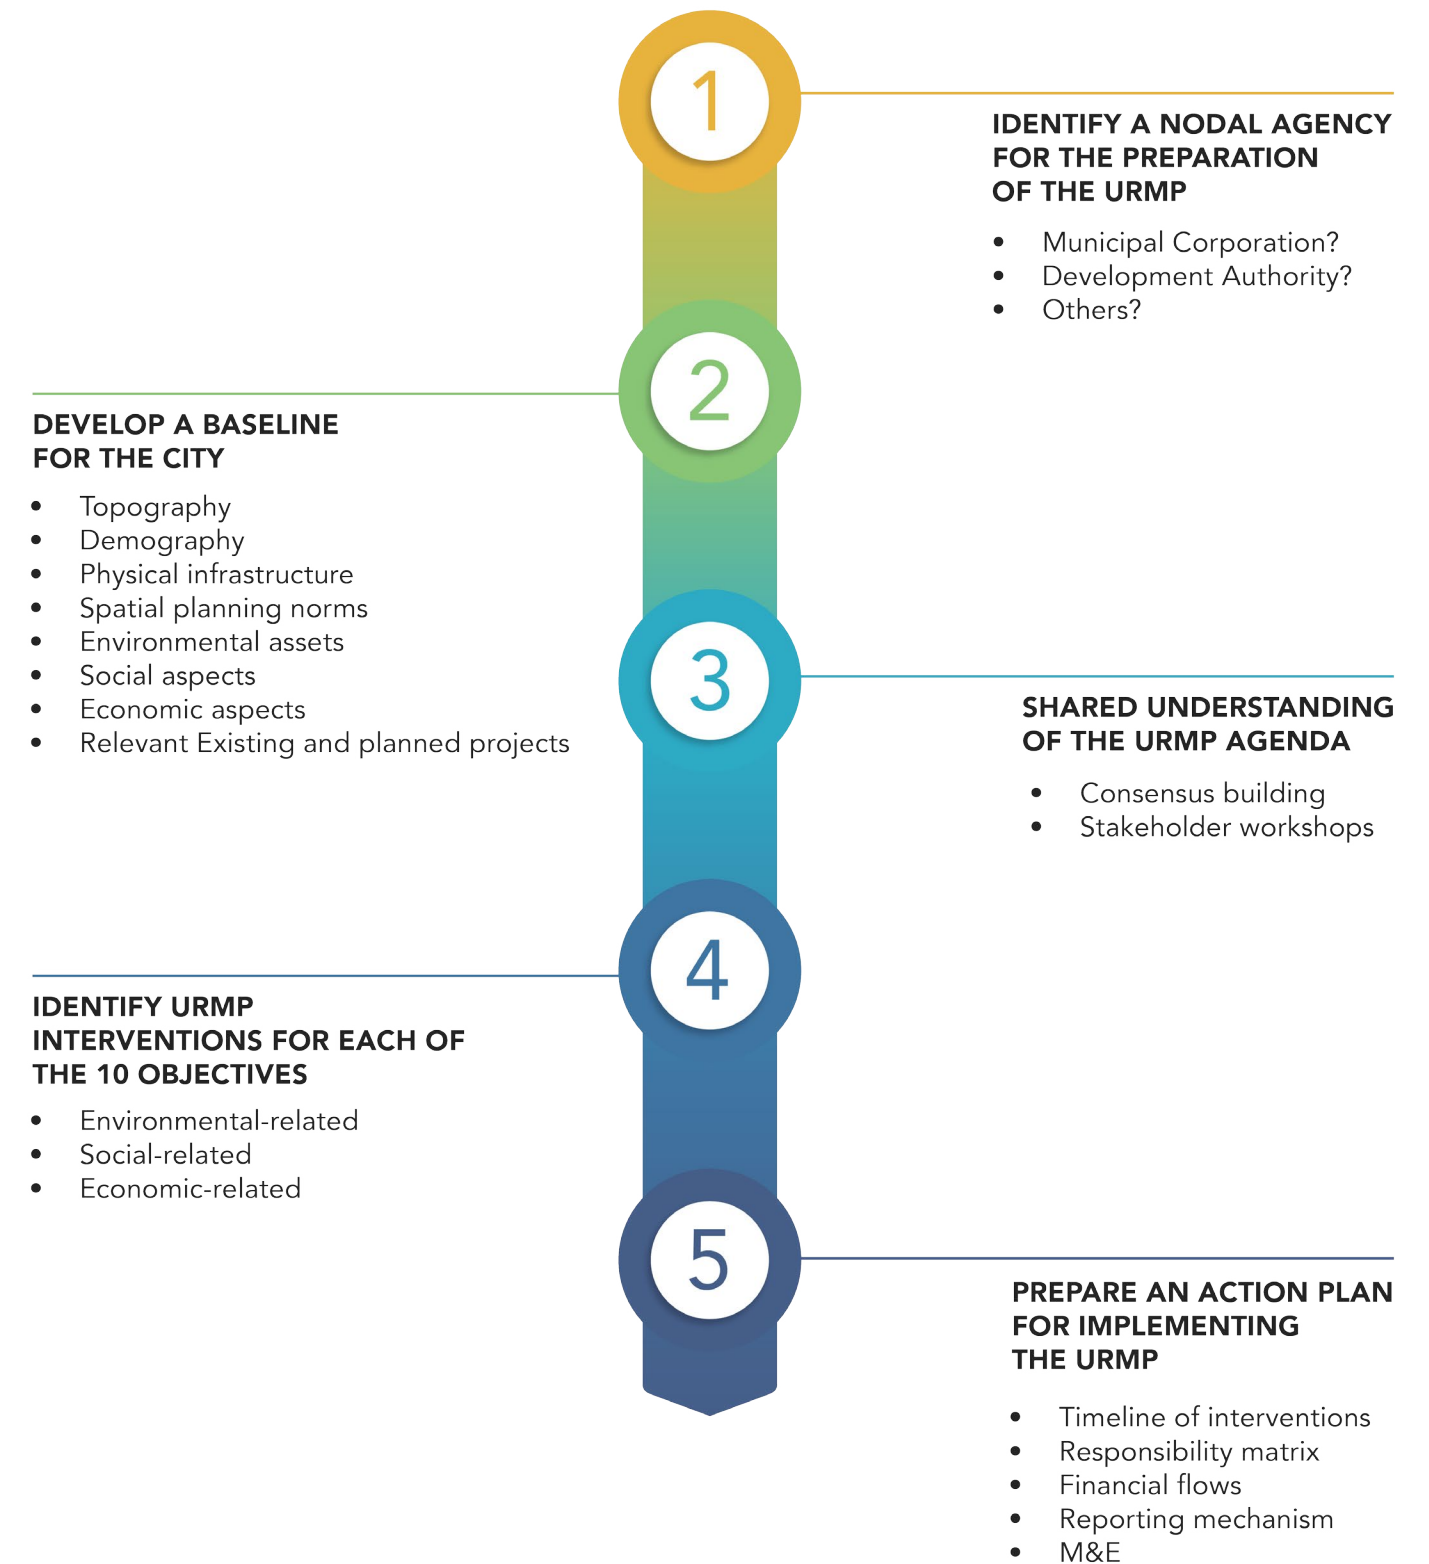 1
IDENTIFY A NODAL AGENCY
FOR THE PREPARATION
OF THE URMP
• Municipal Corporation?
• Development Authority?
• Others?
2
DEVELOP A BASELINE
FOR THE CITY
• Topography
• Demography
• Physical infrastructure
• Spatial planning norms
• Environmental assets
• Social aspects
• Economic aspects
• Relevant Existing and planned projects
3
SHARED UNDERSTANDING
OF THE URMP AGENDA
• Consensus building
• Stakeholder workshops
4
IDENTIFY URMP
INTERVENTIONS FOR EACH OF
THE 10 OBJECTIVES
• Environmental-related
• Social-related
• Economic-related
5
PREPARE AN ACTION PLAN
FOR IMPLEMENTING
THE URMP
• Timeline of interventions
• Responsibility matrix
• Financial flows
• Reporting mechanism
• M&E